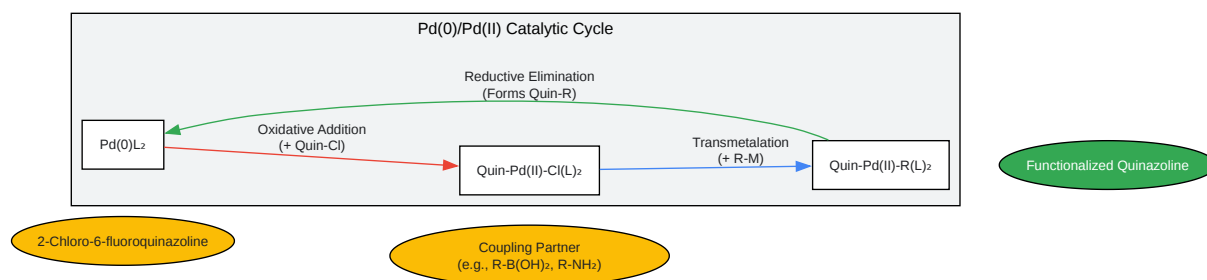 Pd(0)/Pd(II) Catalytic Cycle
Reductive Elimination
(Forms Quin-R)
Oxidative Addition
(+ Quin-Cl)
Transmetalation
(+ R-M)
Pd(0)L₂
Quin-Pd(II)-Cl(L)₂
Quin-Pd(II)-R(L)₂
Functionalized Quinazoline
2-Chloro-6-fluoroquinazoline
Coupling Partner
(e.g., R-B(OH)₂, R-NH₂)